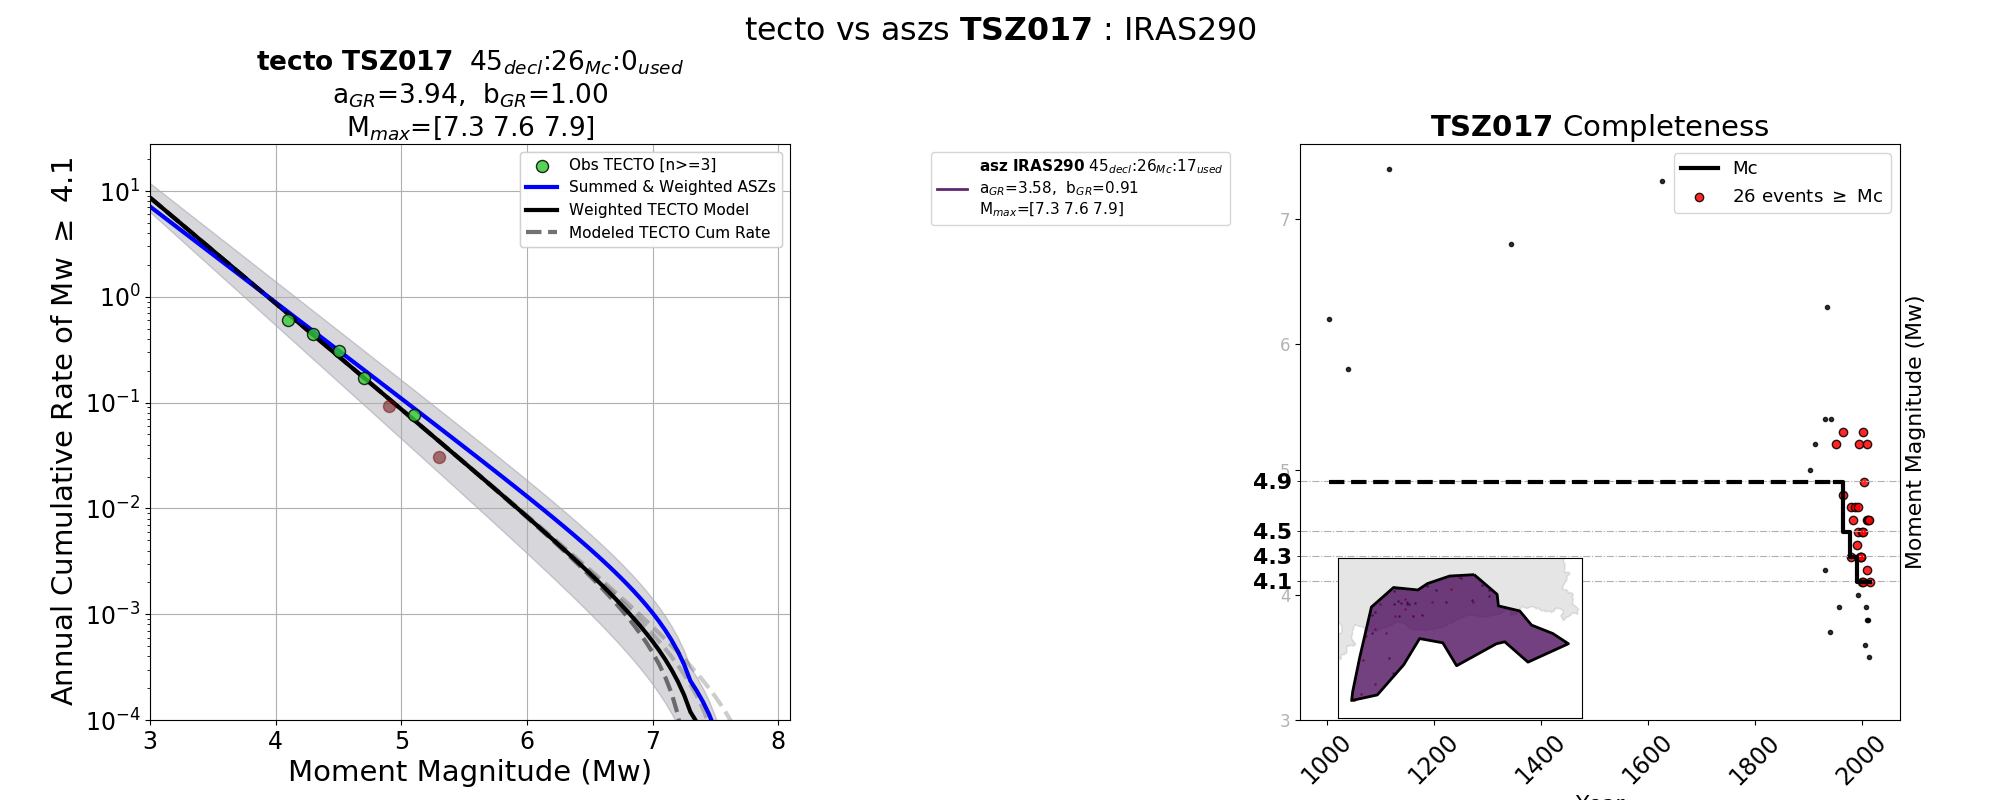 tecto vs aszs TSZ017 : IRAS290
tecto TSZ017 45decl:26Mc:0used
aGR=3.94, bGR=1.00
Mmax=[7.3 7.6 7.9]
Annual Cumulative Rate of Mw ≥ 4.1
10^1
10^0
10^−1
10^−2
10^−3
10^−4
Obs TECTO [n>=3]
Summed & Weighted ASZs
Weighted TECTO Model
Modeled TECTO Cum Rate
3 4 5 6 7 8
Moment Magnitude (Mw)
asz IRAS290 45decl:26Mc:17used
aGR=3.58, bGR=0.91
Mmax=[7.3 7.6 7.9]
TSZ017 Completeness
Mc
26 events ≥ Mc
7
6
5
4.9
4.5
4.3
4.1
4
3
Moment Magnitude (Mw)
1000 1200 1400 1600 1800 2000
Year